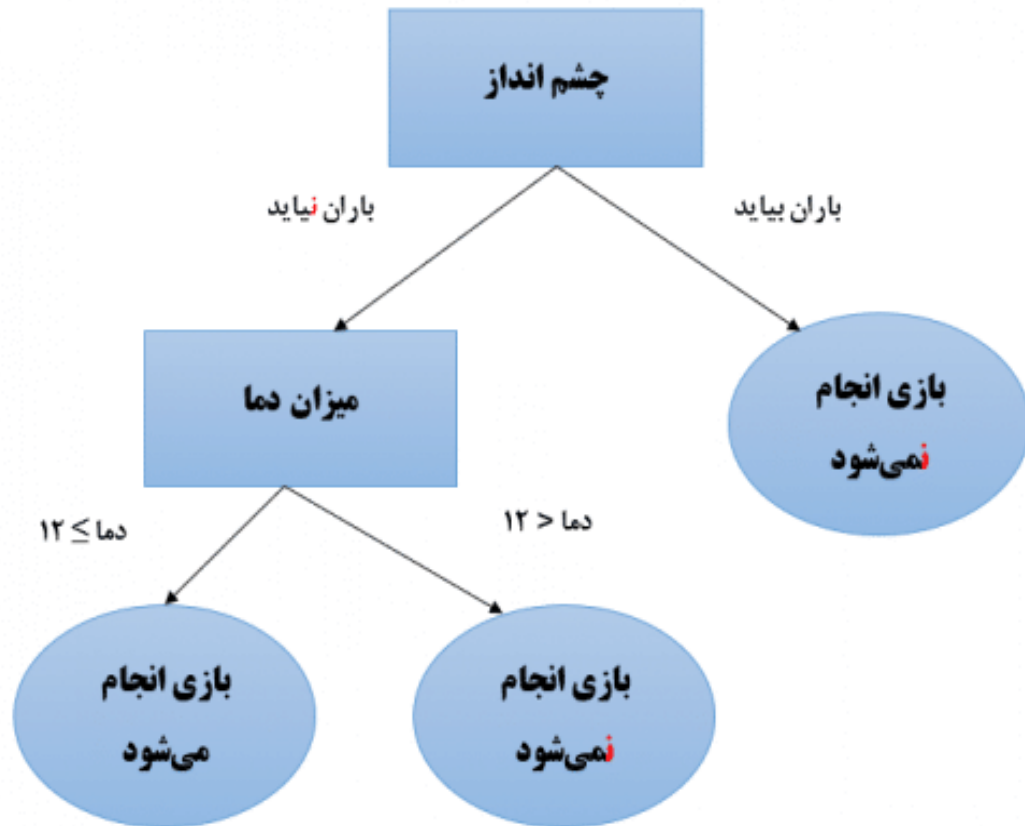 چشم انداز
باران بیاید
باران نیاید
میزان دما
بازی انجام
نمی‌شود
دما > ۱۲
دما ≤ ۱۲
بازی انجام
نمی‌شود
بازی انجام
می‌شود